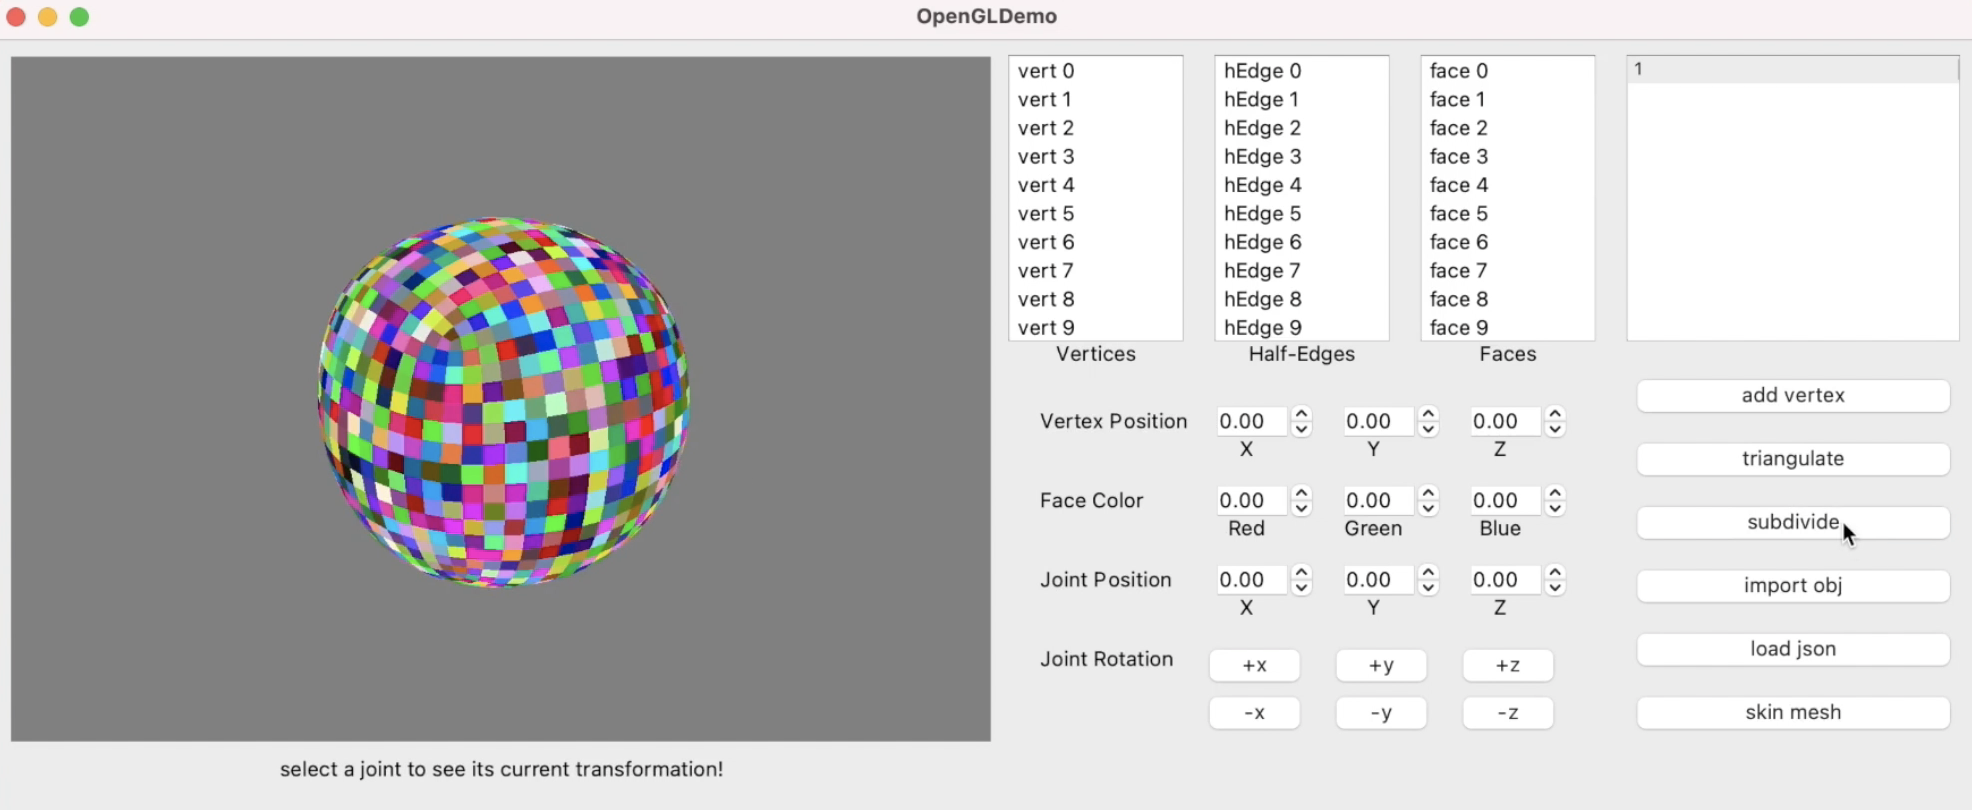 OpenGLDemo
vert 0
vert 1
vert 2
vert 3
vert 4
vert 5
vert 6
vert 7
vert 8
vert 9
Vertices
hEdge 0
hEdge 1
hEdge 2
hEdge 3
hEdge 4
hEdge 5
hEdge 6
hEdge 7
hEdge 8
hEdge 9
Half-Edges
face 0
face 1
face 2
face 3
face 4
face 5
face 6
face 7
face 8
face 9
Faces
1
Vertex Position 0.00 0.00 0.00
X Y Z
Face Color 0.00 0.00 0.00
Red Green Blue
Joint Position 0.00 0.00 0.00
X Y Z
Joint Rotation +x +y +z
-x -y -z
add vertex
triangulate
subdivide
import obj
load json
skin mesh
select a joint to see its current transformation!